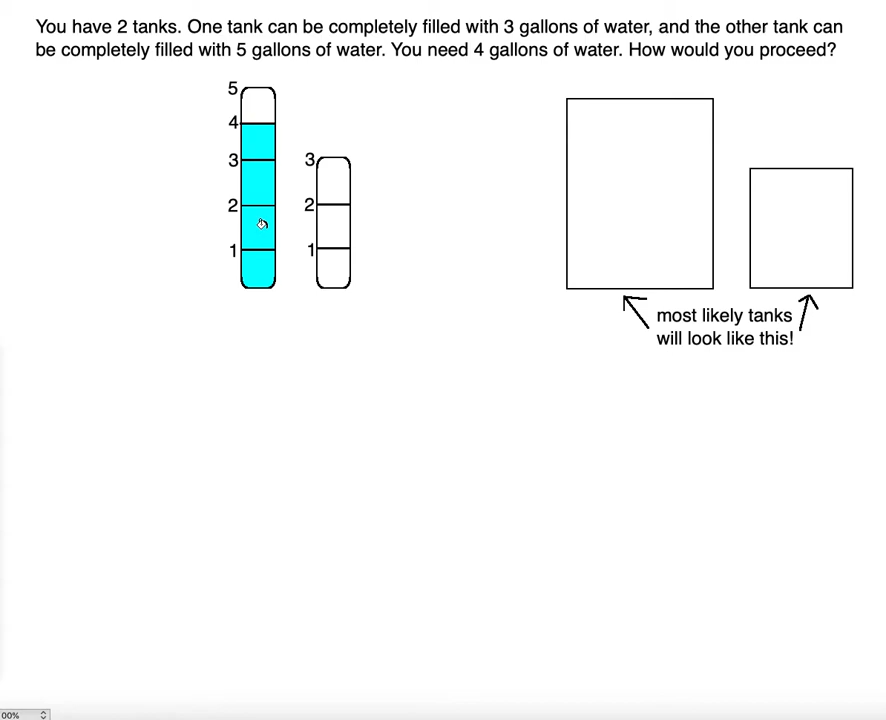 You have 2 tanks. One tank can be completely filled with 3 gallons of water, and the other tank can
be completely filled with 5 gallons of water. You need 4 gallons of water. How would you proceed?
5
4
3
2
1
3
2
1
most likely tanks
will look like this!
00%